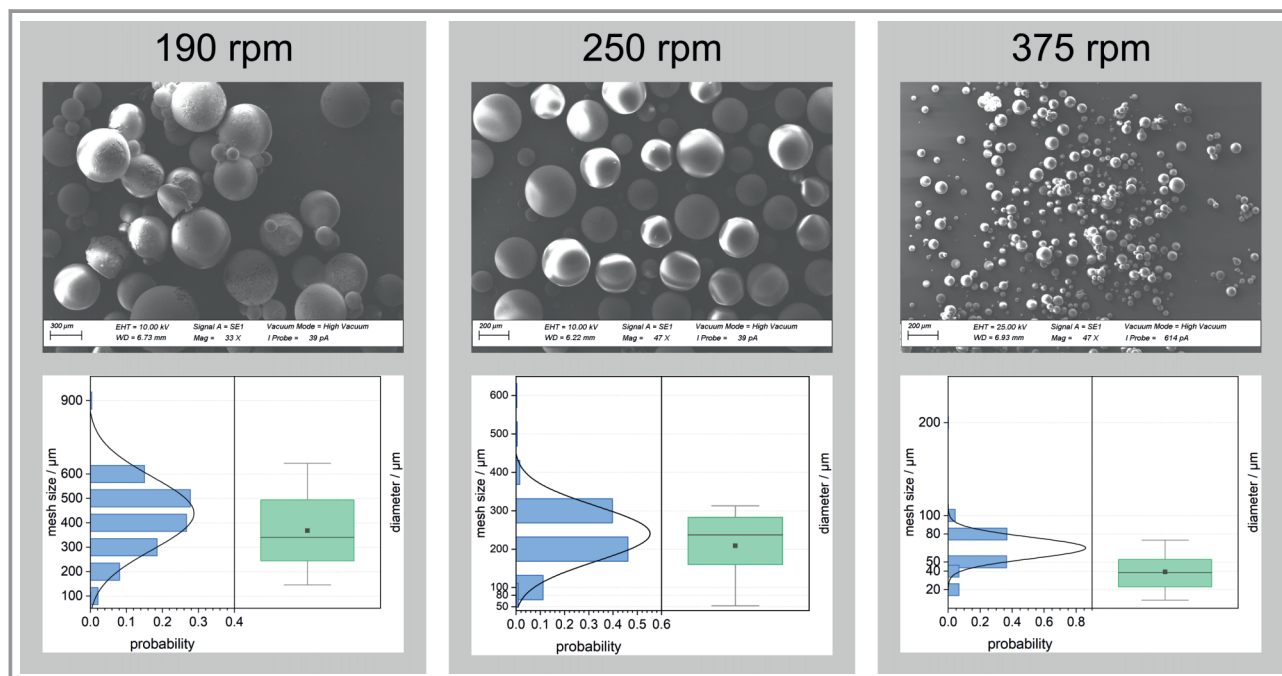 190 rpm
250 rpm
375 rpm
300 µm
EHT = 10.00 kV Signal A = SE1 Vacuum Mode = High Vacuum
WD = 6.73 mm Mag = 33 X I Probe = 39 pA
200 µm
EHT = 10.00 kV Signal A = SE1 Vacuum Mode = High Vacuum
WD = 6.22 mm Mag = 47 X I Probe = 39 pA
200 µm
EHT = 25.00 kV Signal A = SE1 Vacuum Mode = High Vacuum
WD = 6.93 mm Mag = 47 X I Probe = 614 pA
mesh size / µm
900
600
500
400
300
200
100
0.0 0.1 0.2 0.3 0.4
probability
diameter / µm
mesh size / µm
600
500
400
300
200
100
80
50
0.0 0.1 0.2 0.3 0.4 0.5 0.6
probability
diameter / µm
mesh size / µm
200
100
80
50
40
20
0.0 0.2 0.4 0.6 0.8
probability
diameter / µm